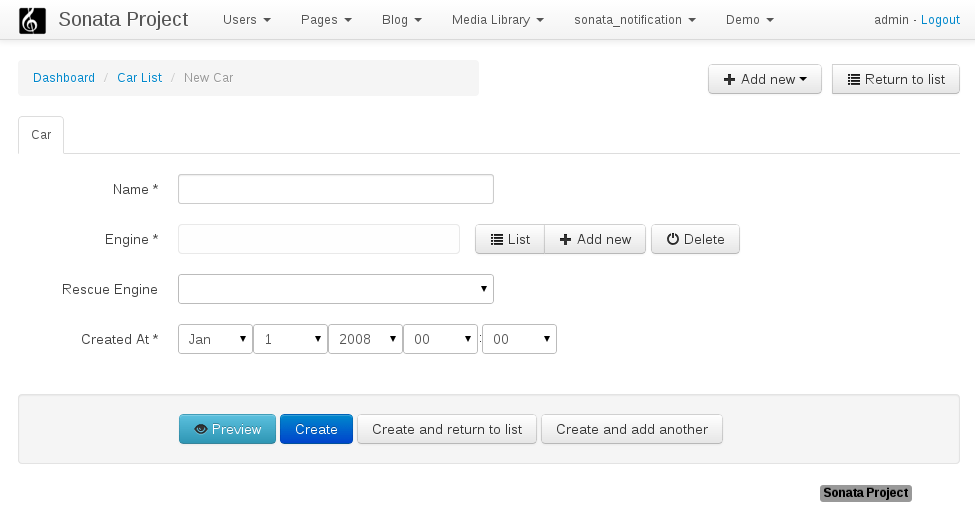 Sonata Project Users Pages Blog Media Library sonata_notification Demo admin - Logout
Dashboard / Car List / New Car Add new Return to list
Car
Name *
Engine * List Add new Delete
Rescue Engine
Created At * Jan 1 2008 00 : 00
Preview Create Create and return to list Create and add another
Sonata Project